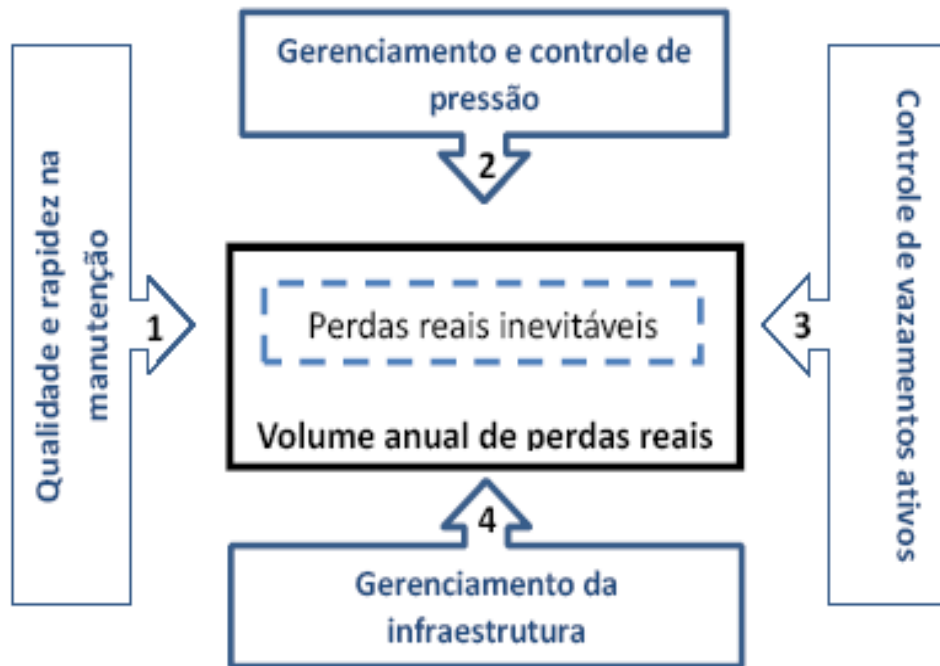 Gerenciamento e controle de
pressão
2
Qualidade e rapidez na
manutenção
1
Perdas reais inevitáveis
Volume anual de perdas reais
3
Controle de vazamentos ativos
4
Gerenciamento da
infraestrutura